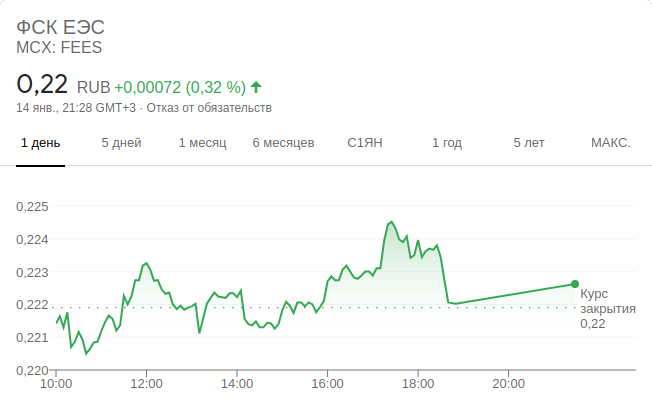 ФСК ЕЭС
MCX: FEES
0,22 RUB +0,00072 (0,32 %)
14 янв., 21:28 GMT+3 · Отказ от обязательств
1 день 5 дней 1 месяц 6 месяцев С1ЯН 1 год 5 лет МАКС.
0,225
0,224
0,223
0,222
0,221
0,220
Курс
закрытия
0,22
10:00 12:00 14:00 16:00 18:00 20:00